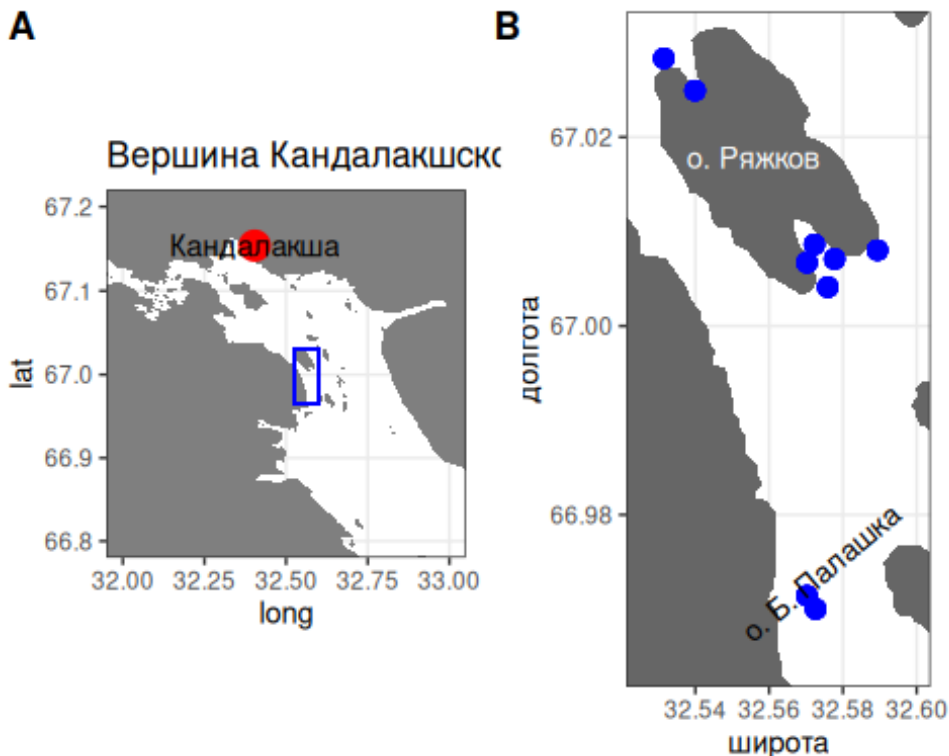 A
Вершина Кандалакшско
67.2
67.1
67.0
66.9
66.8
lat
Кандалакша
32.00 32.25 32.50 32.75 33.00
long
B
67.02
67.00
66.98
долгота
о. Ряжков
о. Б. Палашка
32.54 32.56 32.58 32.60
широта